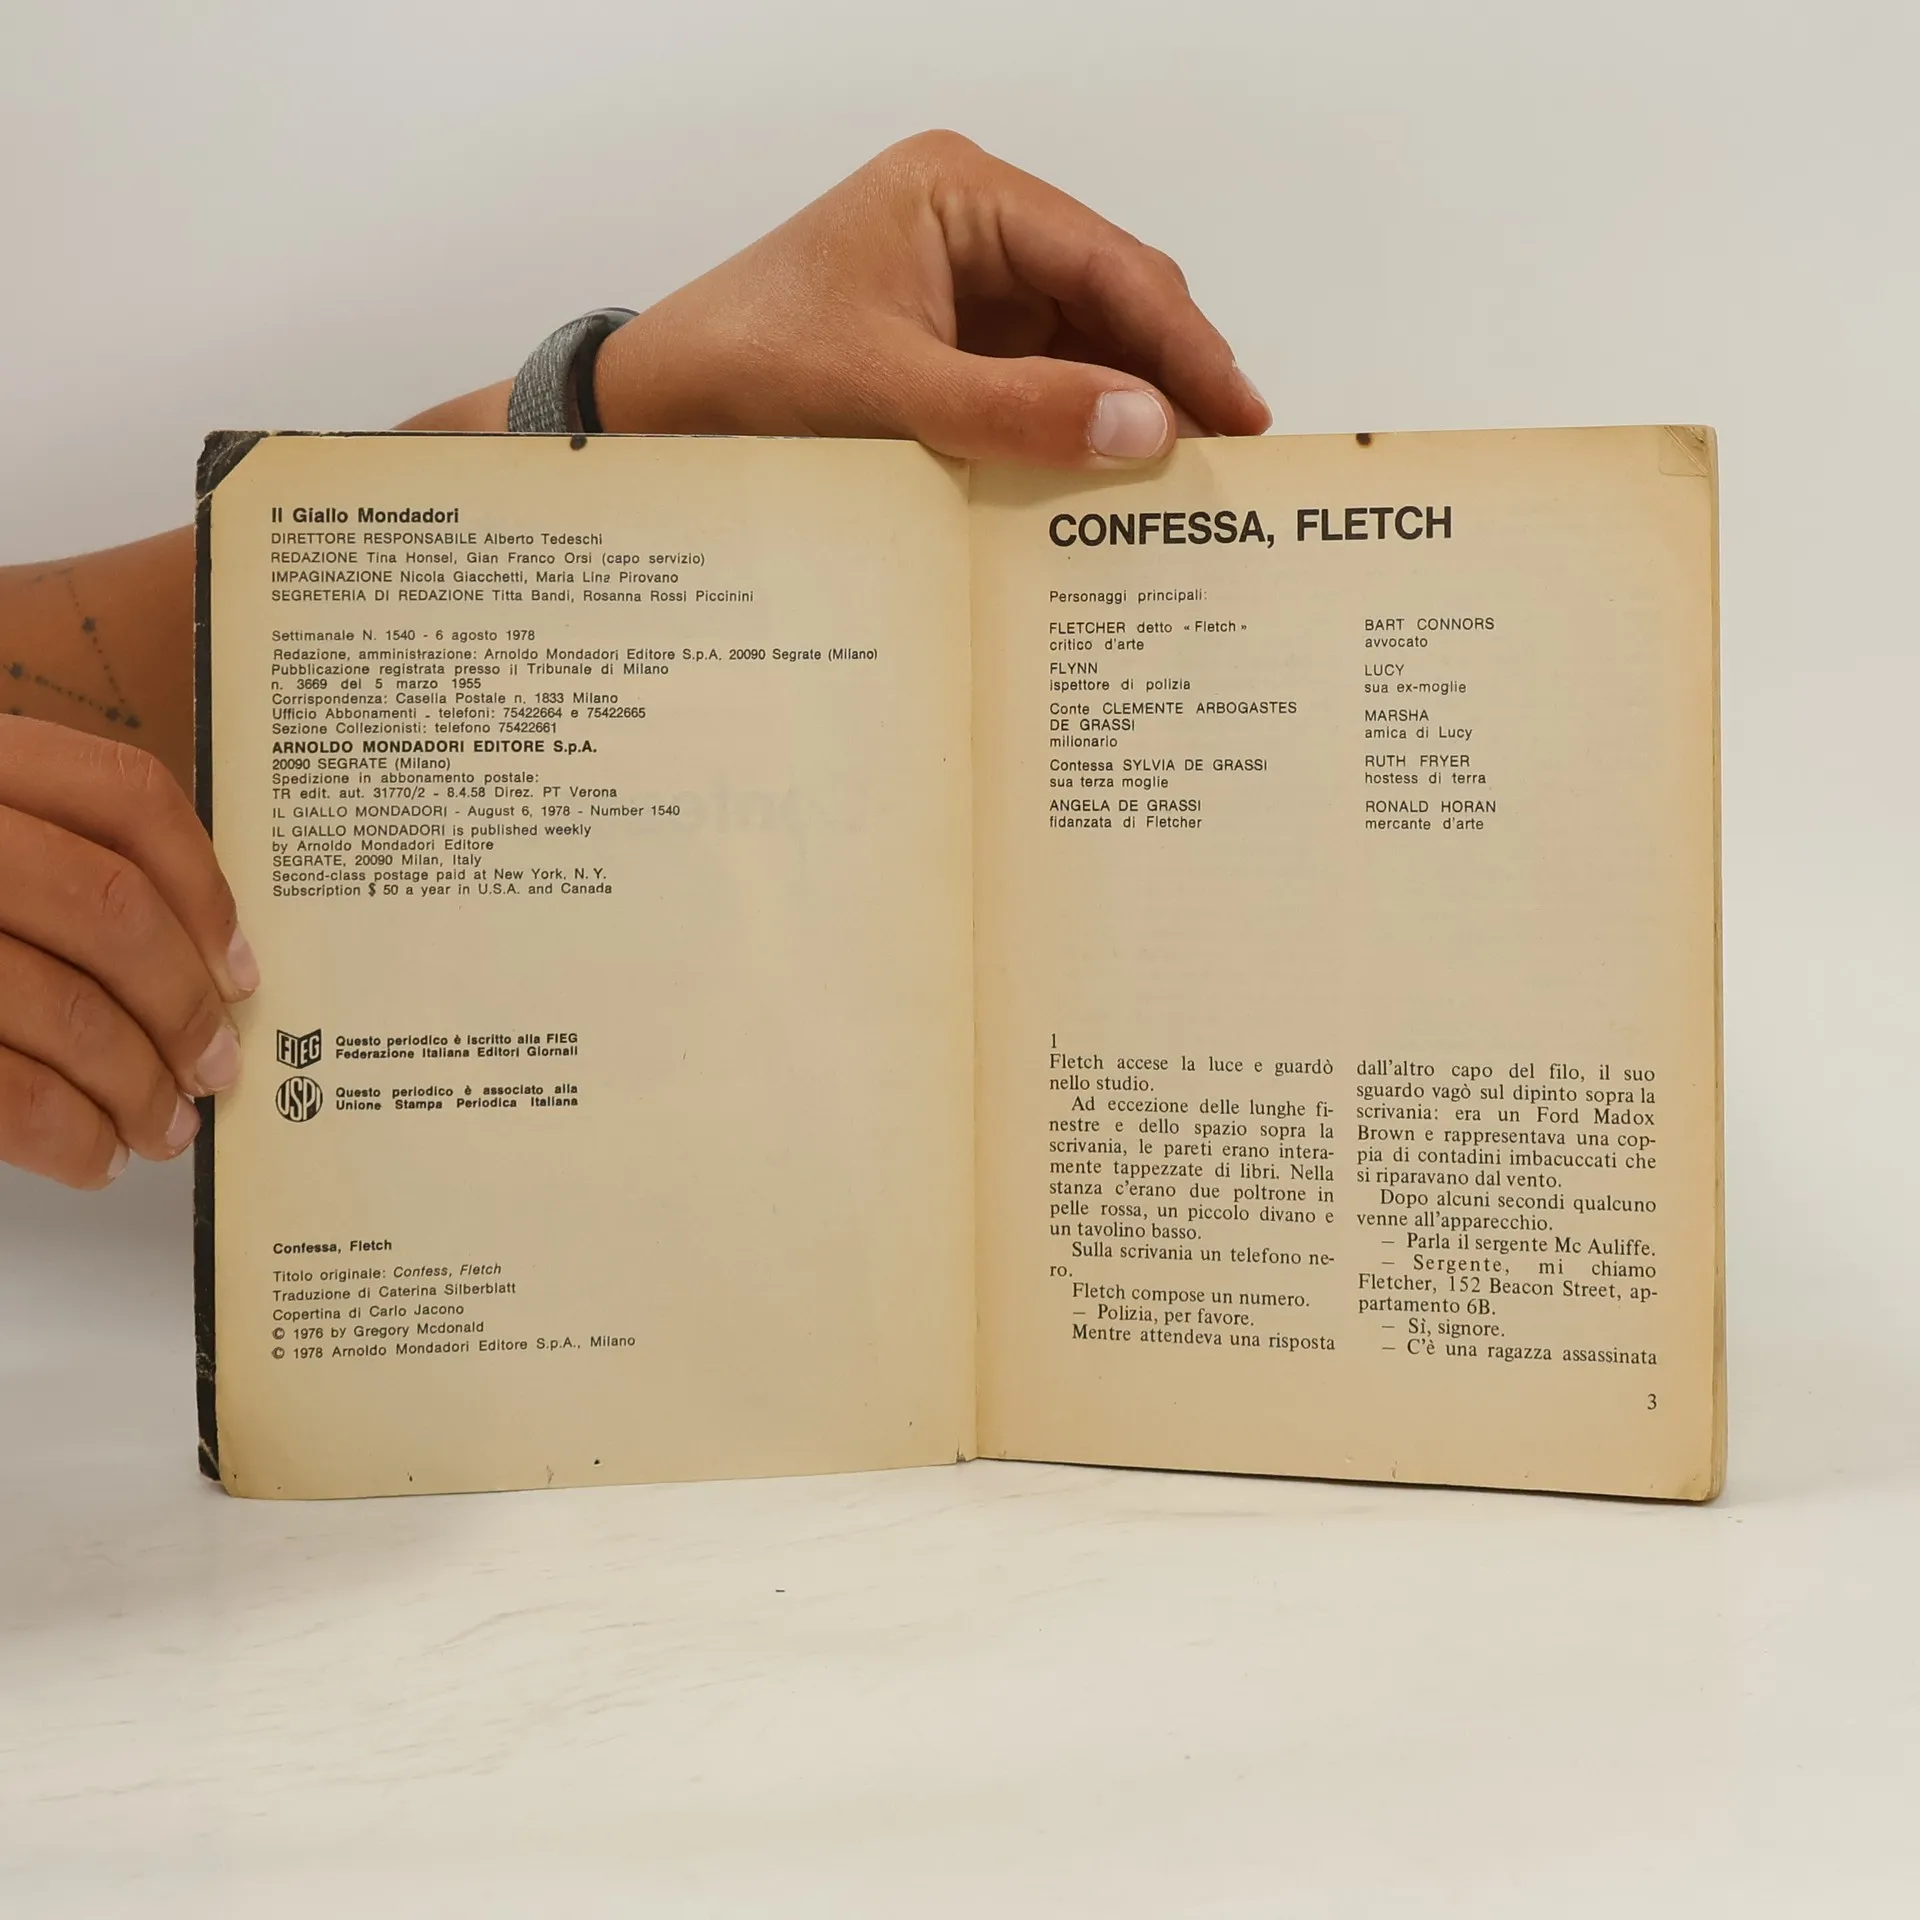 Il Giallo Mondadori
DIRETTORE RESPONSABILE Alberto Tedeschi
REDAZIONE Tina Honsel, Gian Franco Orsi (capo servizio)
IMPAGINAZIONE Nicola Giacchetti, Maria Lina Pirovano
SEGRETERIA DI REDAZIONE Titta Bandi, Rosanna Rossi Piccinini
Settimanale N. 1540 - 6 agosto 1978
Redazione, amministrazione: Arnoldo Mondadori Editore S.p.A. 20090 Segrate (Milano)
Pubblicazione registrata presso il Tribunale di Milano
n. 3669 del 5 marzo 1955
Corrispondenza: Casella Postale n. 1833 Milano
Ufficio Abbonamenti - telefoni: 75422664 e 75422665
Sezione Collezionisti: telefono 75422661
ARNOLDO MONDADORI EDITORE S.p.A.
20090 SEGRATE (Milano)
Spedizione in abbonamento postale:
TR edit. aut. 31770/2 - 8.4.58 Direz. PT Verona
IL GIALLO MONDADORI - August 6, 1978 - Number 1540
IL GIALLO MONDADORI is published weekly
by Arnoldo Mondadori Editore
SEGRATE, 20090 Milan, Italy
Second-class postage paid at New York, N.Y.
Subscription $ 50 a year in U.S.A. and Canada
FIEG
Questo periodico è iscritto alla FIEG
Federazione Italiana Editori Giornali
USPI
Questo periodico è associato alla
Unione Stampa Periodica Italiana
Confessa, Fletch
Titolo originale: Confess, Fletch
Traduzione di Caterina Silberblatt
Copertina di Carlo Jacono
© 1976 by Gregory Mcdonald
© 1978 Arnoldo Mondadori Editore S.p.A., Milano
CONFESSA, FLETCH
Personaggi principali:
FLETCHER detto «Fletch»
critico d'arte
FLYNN
ispettore di polizia
Conte CLEMENTE ARBOGASTES
DE GRASSI
milionario
Contessa SYLVIA DE GRASSI
sua terza moglie
ANGELA DE GRASSI
fidanzata di Fletcher
BART CONNORS
avvocato
LUCY
sua ex-moglie
MARSHA
amica di Lucy
RUTH FRYER
hostess di terra
RONALD HORAN
mercante d'arte
1
Fletch accese la luce e guardò
nello studio.
Ad eccezione delle lunghe fi-
nestre e dello spazio sopra la
scrivania, le pareti erano intera-
mente tappezzate di libri. Nella
stanza c'erano due poltrone in
pelle rossa, un piccolo divano e
un tavolino basso.
Sulla scrivania un telefono ne-
ro.
Fletch compose un numero.
— Polizia, per favore.
Mentre attendeva una risposta
dall'altro capo del filo, il suo
sguardo vagò sul dipinto sopra la
scrivania: era un Ford Madox
Brown e rappresentava una cop-
pia di contadini imbacuccati che
si riparavano dal vento.
Dopo alcuni secondi qualcuno
venne all'apparecchio.
— Parla il sergente Mc Auliffe.
— Sergente, mi chiamo
Fletcher, 152 Beacon Street, ap-
partamento 6B.
— Sì, signore.
— C'è una ragazza assassinata
3